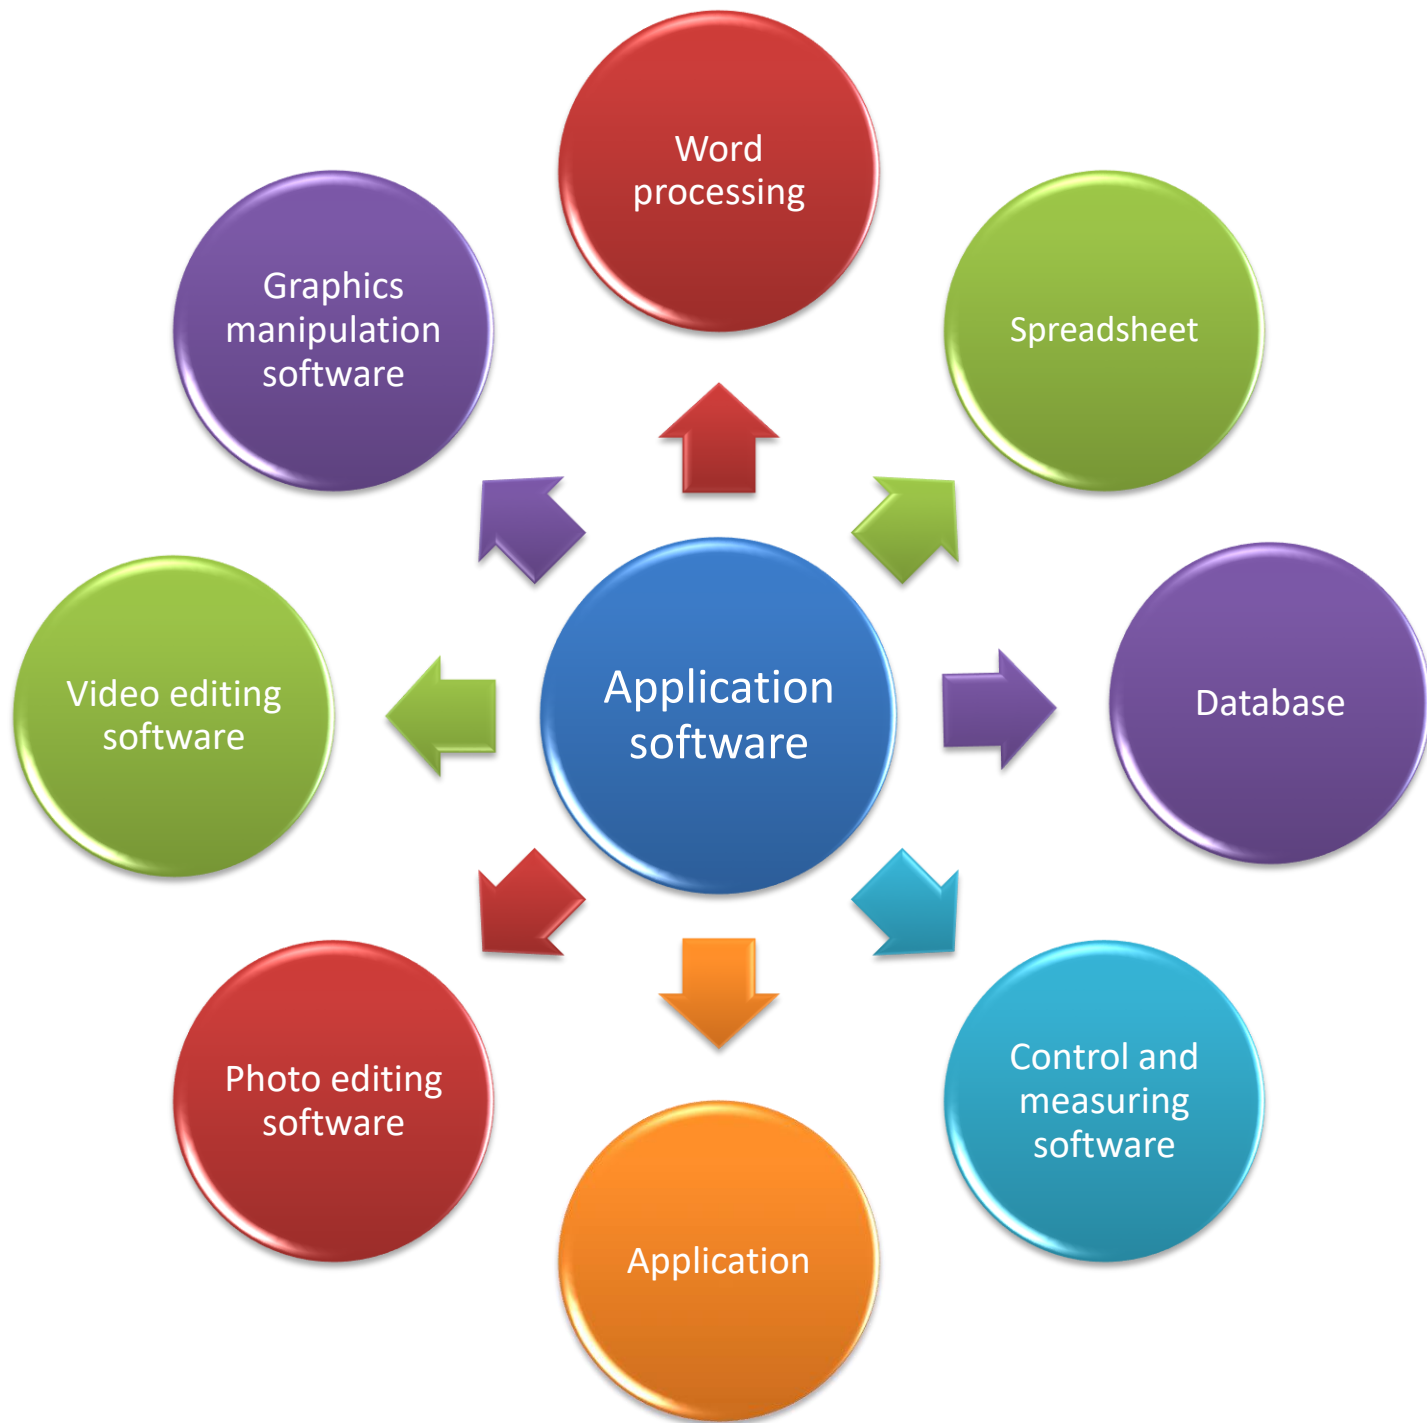 Word
processing
Graphics
manipulation
software
Spreadsheet
Video editing
software
Application
software
Database
Photo editing
software
Control and
measuring
software
Application